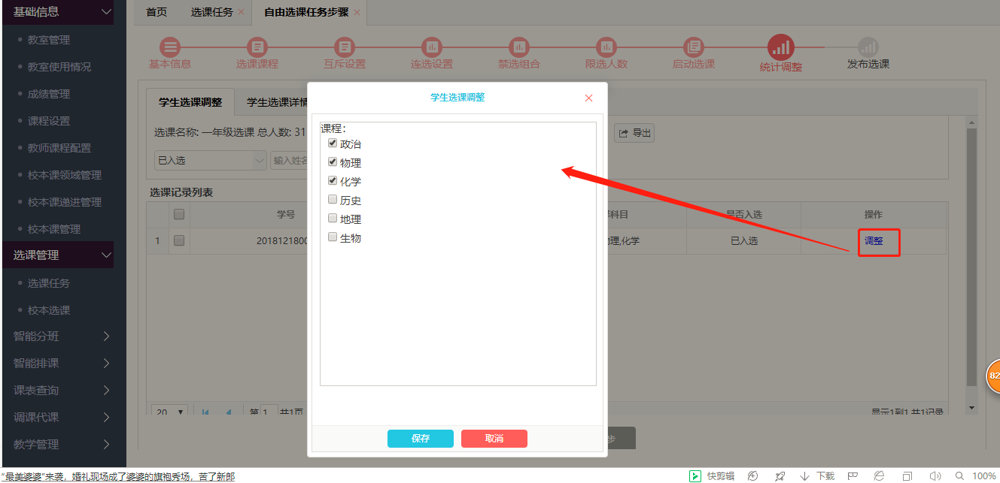 基础信息
教室管理
教室使用情况
成绩管理
课程设置
教师课程配置
校本课领域管理
校本课递进管理
校本课管理
选课管理
选课任务
校本选课
智能分班
智能排课
课表查询
调课代课
教学管理
首页 选课任务 自由选课任务步骤
基本信息 选课课程 互斥设置 连选设置 禁选组合 限选人数 启动选课 统计调整 发布选课
学生选课调整 学生选课详情
选课名称: 一年级选课 总人数: 31
导出
已入选 输入姓名
选课记录列表
学号 科目 是否入选 操作
1 2018121800 物理,化学 已入选 调整
20 第 1 共1页 显示1到1,共1记录
步
学生选课调整
课程:
政治
物理
化学
历史
地理
生物
保存 取消
82
“最美婆婆”来袭，婚礼现场成了婆婆的旗袍秀场，苦了新郎
快剪辑 下载 100%